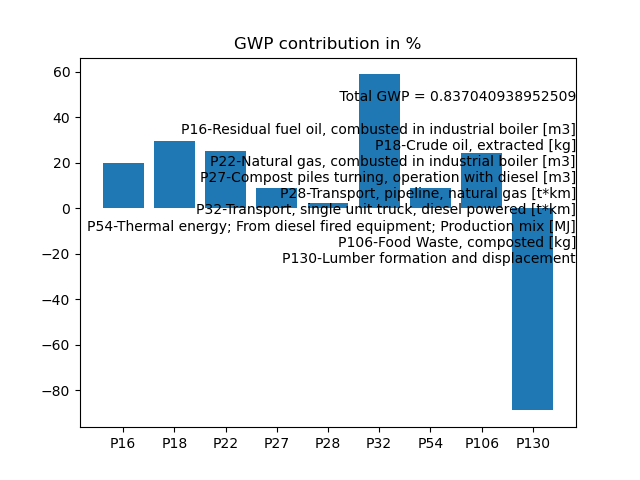 GWP contribution in %
60
40
20
0
−20
−40
−60
−80
Total GWP = 0.837040938952509
P16-Residual fuel oil, combusted in industrial boiler [m3]
P18-Crude oil, extracted [kg]
P22-Natural gas, combusted in industrial boiler [m3]
P27-Compost piles turning, operation with diesel [m3]
P28-Transport, pipeline, natural gas [t*km]
P32-Transport, single unit truck, diesel powered [t*km]
P54-Thermal energy; From diesel fired equipment; Production mix [MJ]
P106-Food Waste, composted [kg]
P130-Lumber formation and displacement
P16 P18 P22 P27 P28 P32 P54 P106 P130